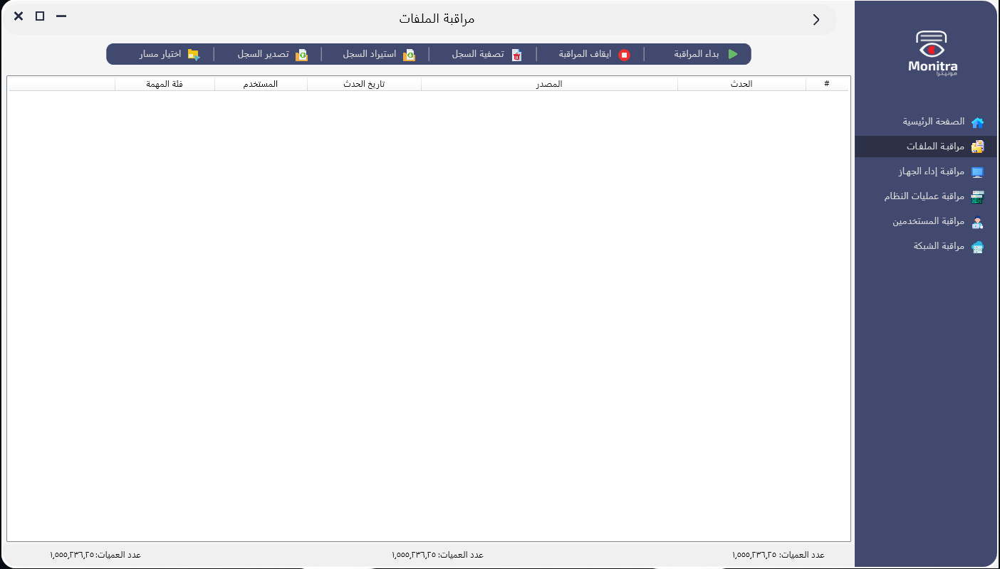 مراقبة الملفات
Monitra
مونيترا
الصفحة الرئيسية
مراقبة الملفات
مراقبة إداء الجهاز
مراقبة عمليات النظام
مراقبة المستخدمين
مراقبة الشبكة
بداء المراقبة | ايقاف المراقبة | تصفية السجل | استيراد السجل | تصدير السجل | اختيار مسار
# الحدث المصدر تاريخ الحدث المستخدم فئة المهمة
عدد العميات: ١,٥٥٥,٢٣٦,٢٥ عدد العميات: ١,٥٥٥,٢٣٦,٢٥ عدد العميات: ١,٥٥٥,٢٣٦,٢٥